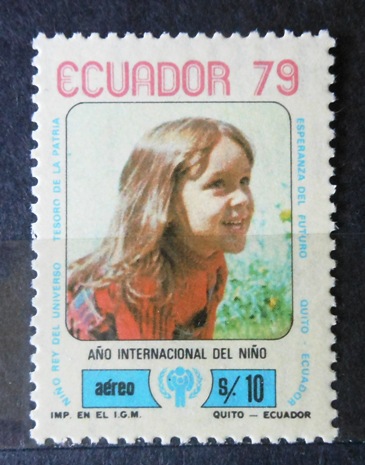 ECUADOR 79
NIÑO REY DEL UNIVERSO TESORO DE LA PATRIA
ESPERANZA DEL FUTURO QUITO - ECUADOR
AÑO INTERNACIONAL DEL NIÑO
aéreo S/. 10
IMP. EN EL I.G.M. QUITO — ECUADOR